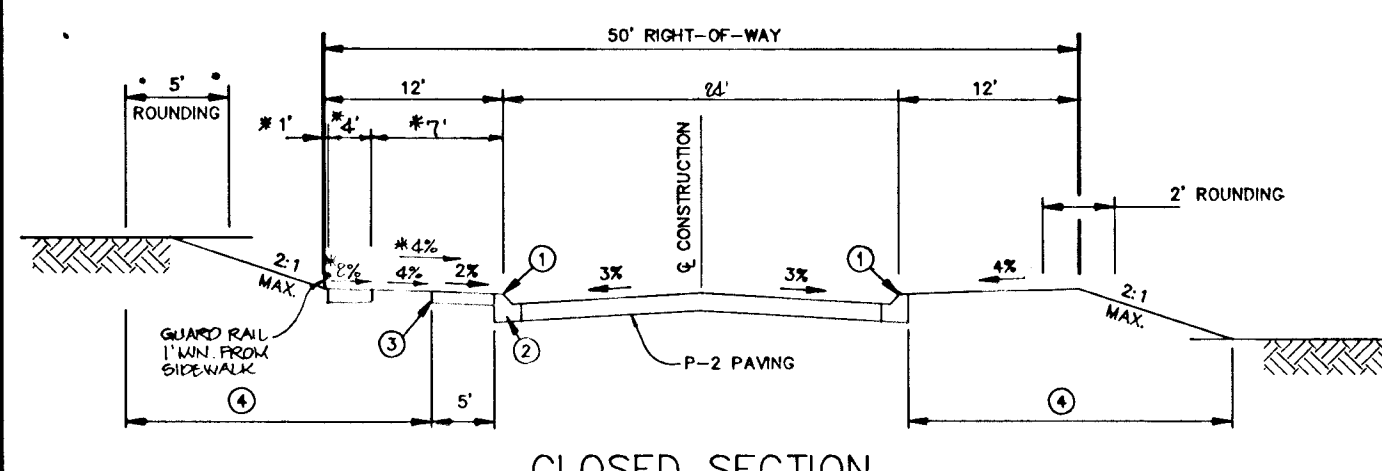 50' RIGHT-OF-WAY
5'
ROUNDING
12'
24'
12'
*1'
*4'
*7'
℄ CONSTRUCTION
2' ROUNDING
2:1
MAX.
*2%
*4%
4%
2%
1
3%
3%
1
4%
2:1
MAX.
GUARD RAIL
1' MIN. FROM
SIDEWALK
3
2
P-2 PAVING
4
5'
4
CLOSED SECTION